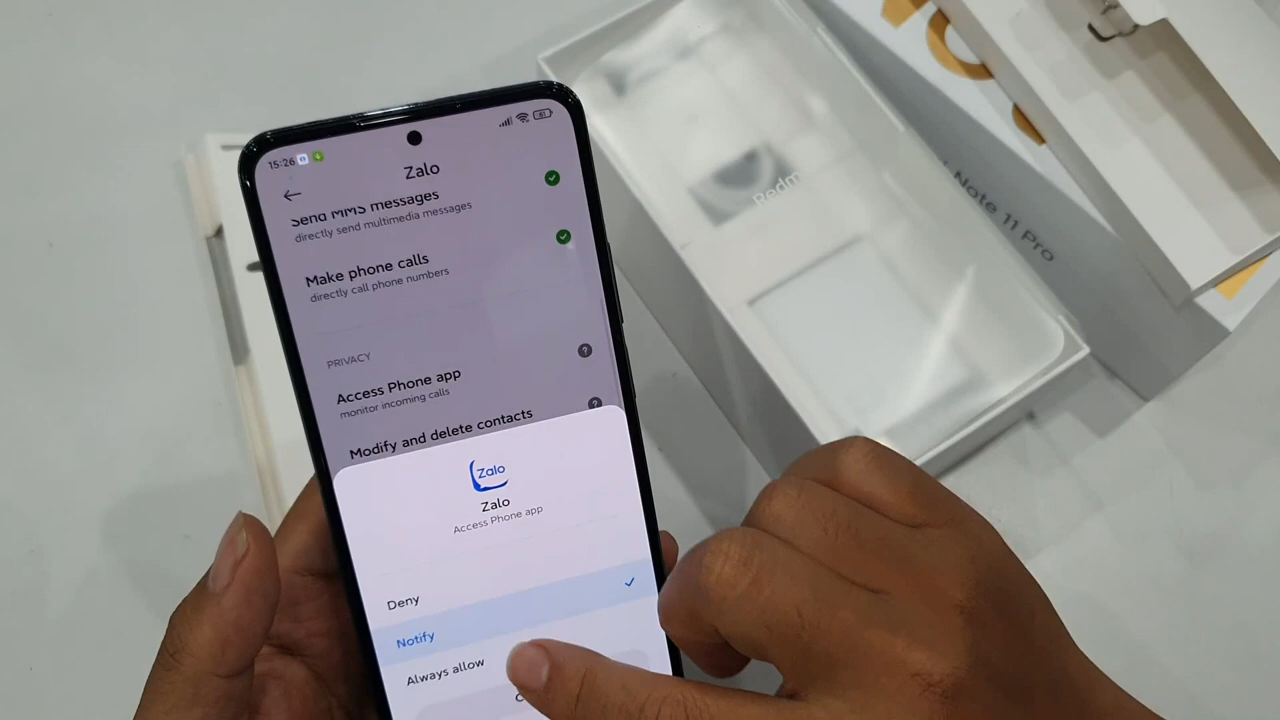 15:26
Zalo
Send MMS messages
directly send multimedia messages
Make phone calls
directly call phone numbers
PRIVACY
Access Phone app
monitor incoming calls
Modify and delete contacts
Zalo
Zalo
Access Phone app
Deny
Notify
Always allow
Redm
Note 11 Pro